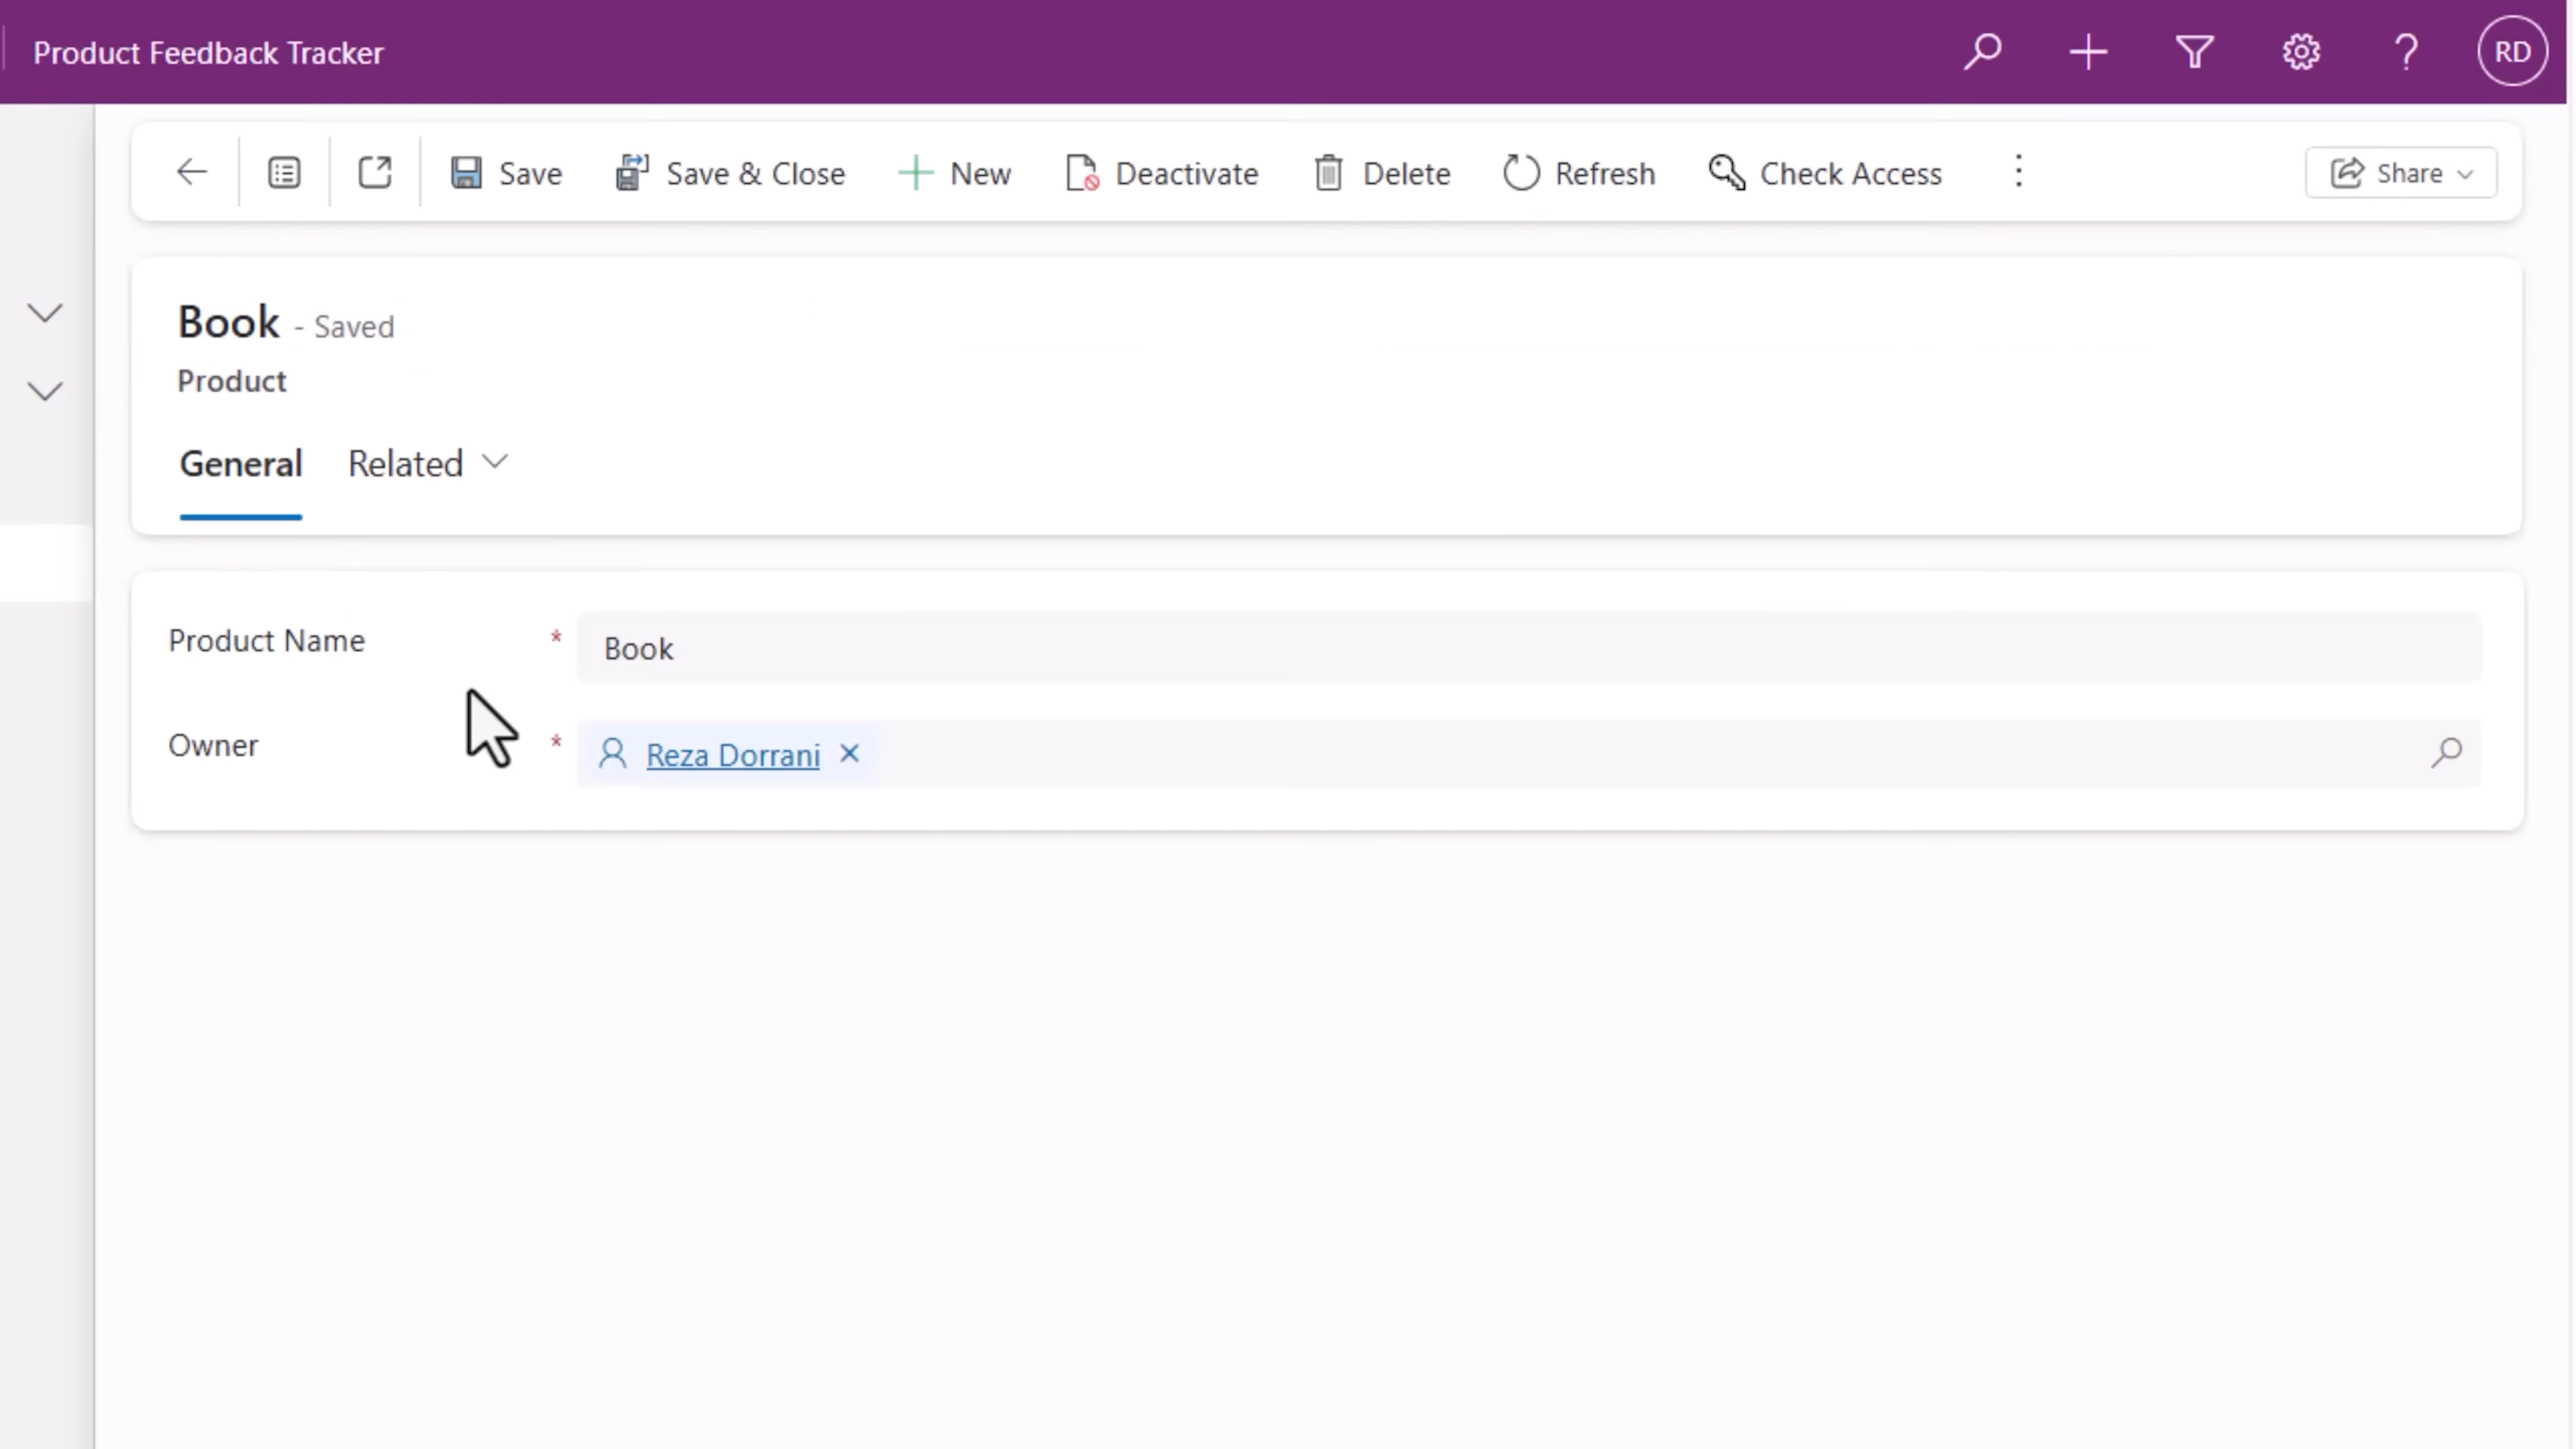 Product Feedback Tracker
RD
Save Save & Close New Deactivate Delete Refresh Check Access Share
Book - Saved
Product
General Related
Product Name * Book
Owner * Reza Dorrani